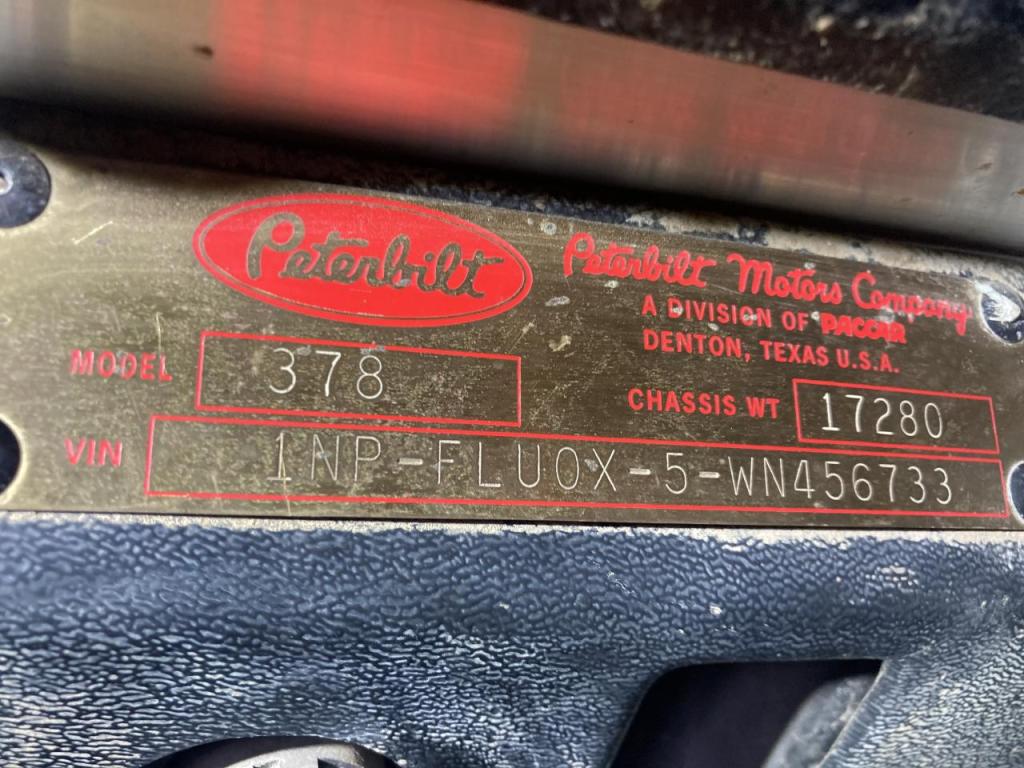 Peterbilt
Peterbilt Motors Company
A DIVISION OF PACCAR
DENTON, TEXAS U.S.A.
MODEL 378
CHASSIS WT 17280
VIN 1NP-FLU0X-5-WN456733